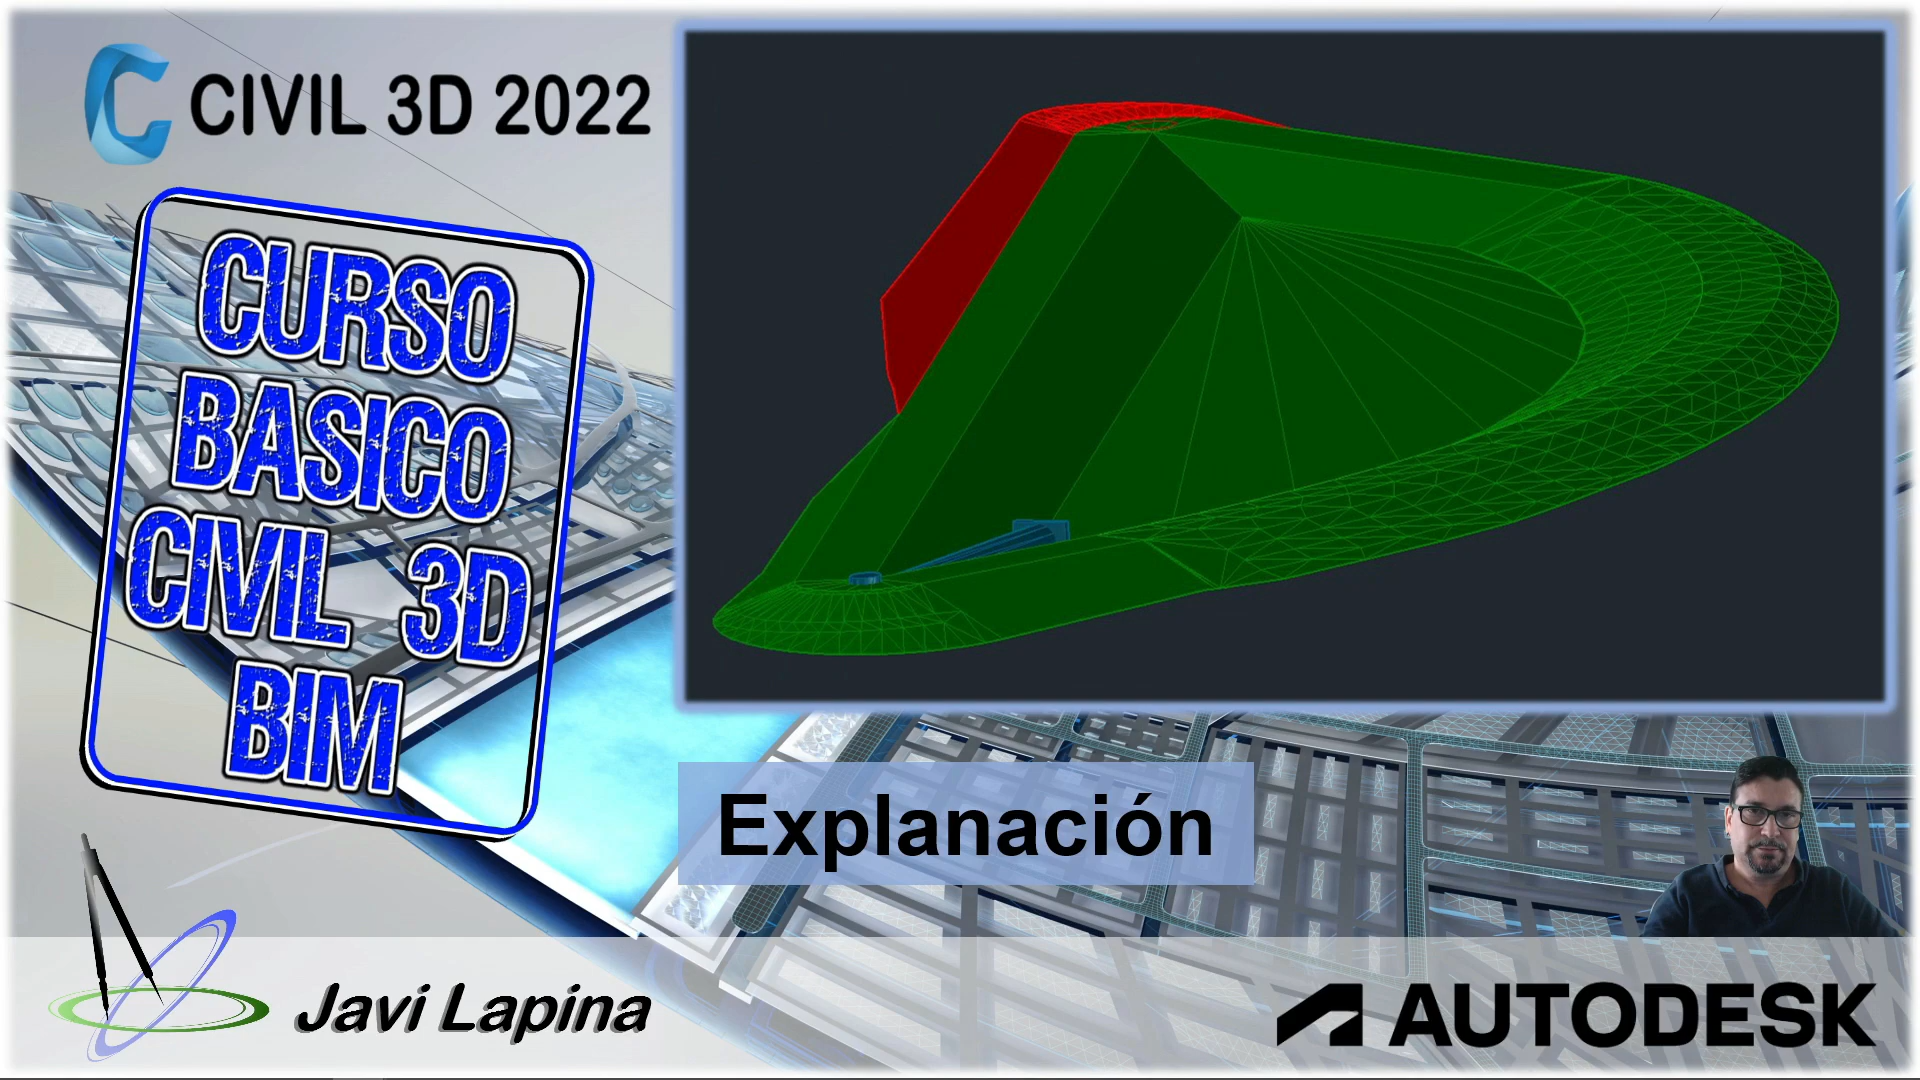 CIVIL 3D 2022
CURSO
BASICO
CIVIL 3D
BIM
Explanación
Javi Lapina
AUTODESK